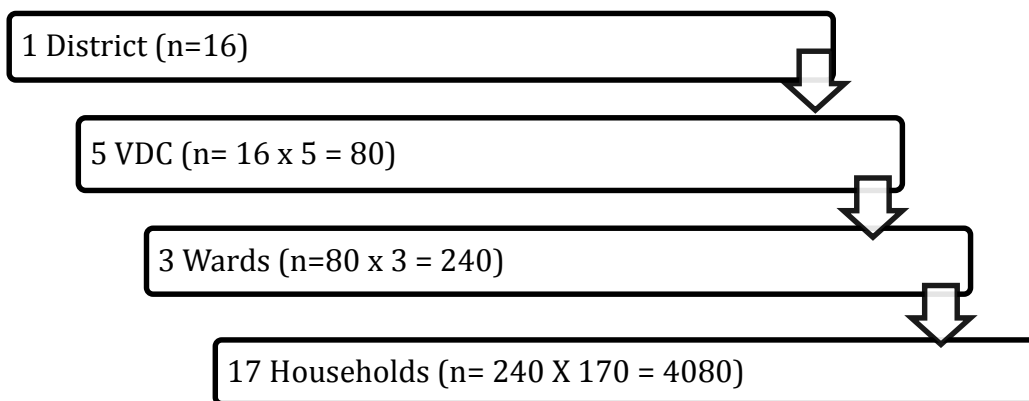 1 District (n=16)
5 VDC (n= 16 x 5 = 80)
3 Wards (n=80 x 3 = 240)
17 Households (n= 240 X 170 = 4080)